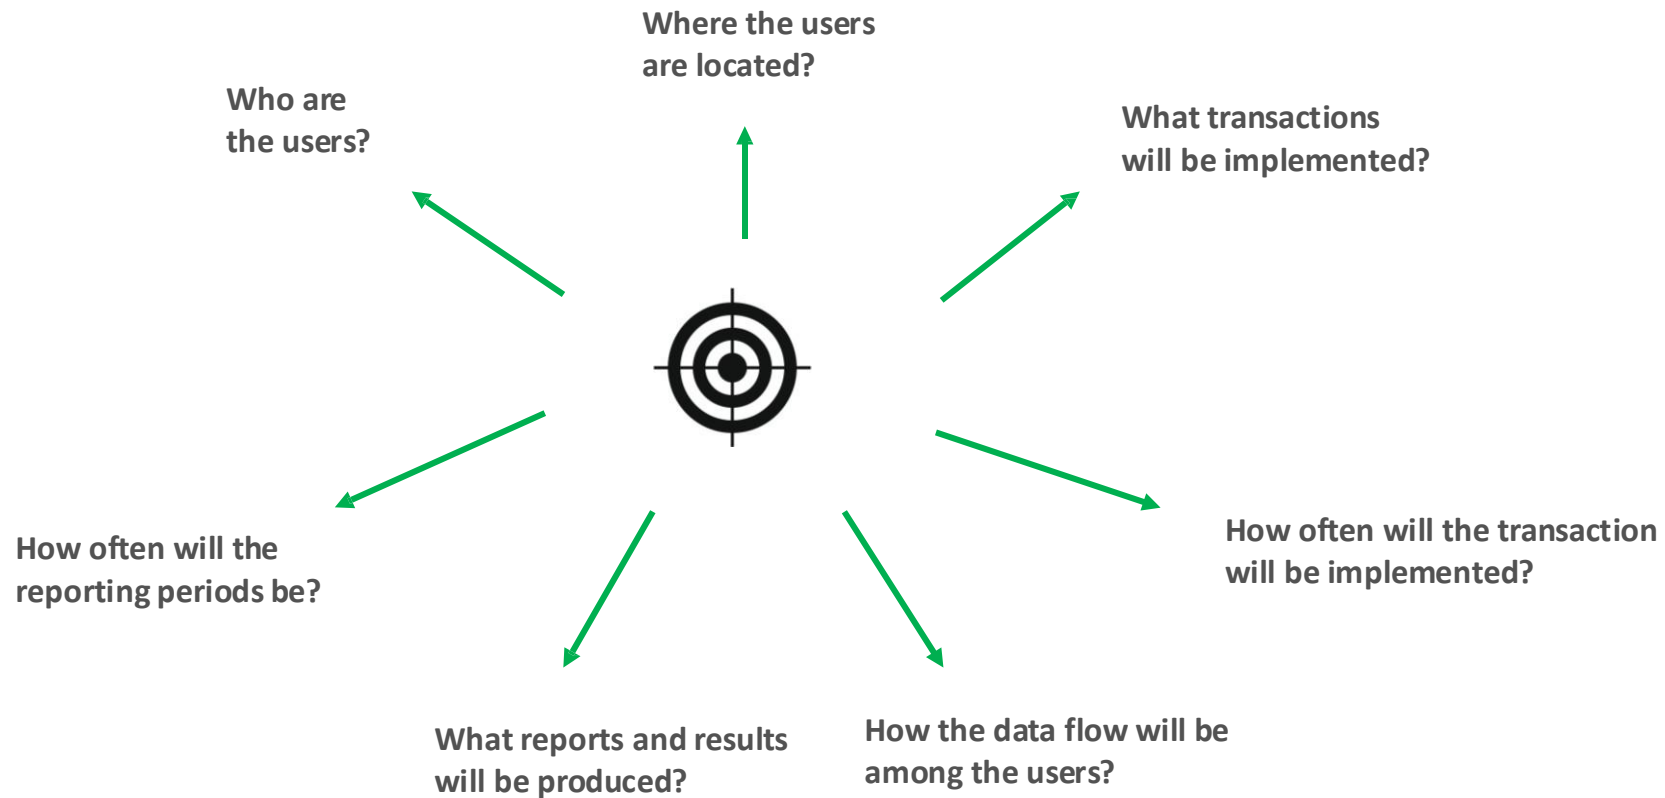 Where the users
are located?
Who are
the users?
What transactions
will be implemented?
How often will the
reporting periods be?
How often will the transaction
will be implemented?
What reports and results
will be produced?
How the data flow will be
among the users?